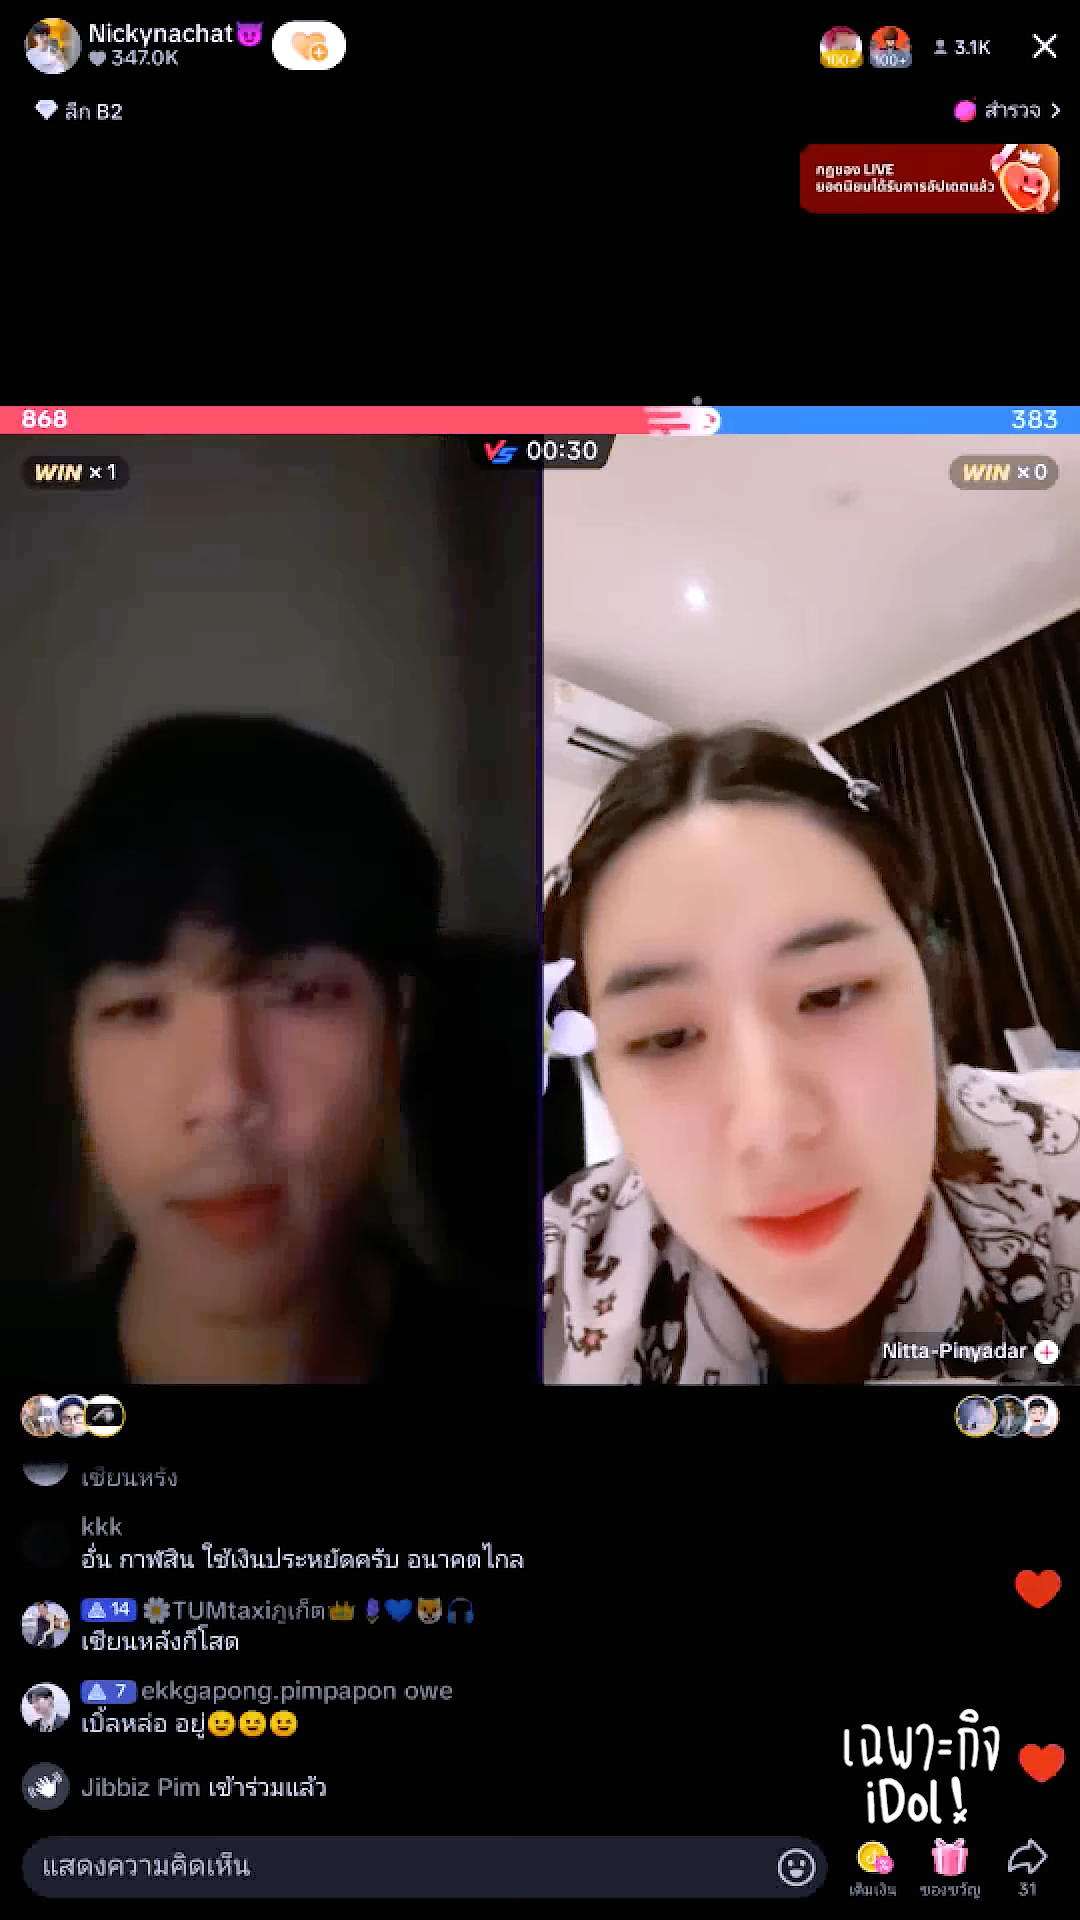 Nickynachat😈
347.0K
100+
100+
3.1K
ลีก B2
สำรวจ
กฎของ LIVE
ยอดนิยมได้รับการอัปเดตแล้ว
868
383
VS 00:30
WIN × 1
WIN × 0
Nitta-Pinyadar
เซียนหรัง
kkk
อั่น กาฬสิน ใช้เงินประหยัดครับ อนาคตไกล
14 🌼TUMtaxiภูเก็ต👑🪻💙🐯🎧
เซียนหลังก็โสด
7 ekkgapong.pimpapon owe
เบิ้ลหล่อ อยู่😉😉😉
Jibbiz Pim เข้าร่วมแล้ว
เฉพาะกิจ
iDol!
แสดงความคิดเห็น
เติมเงิน
ของขวัญ
31